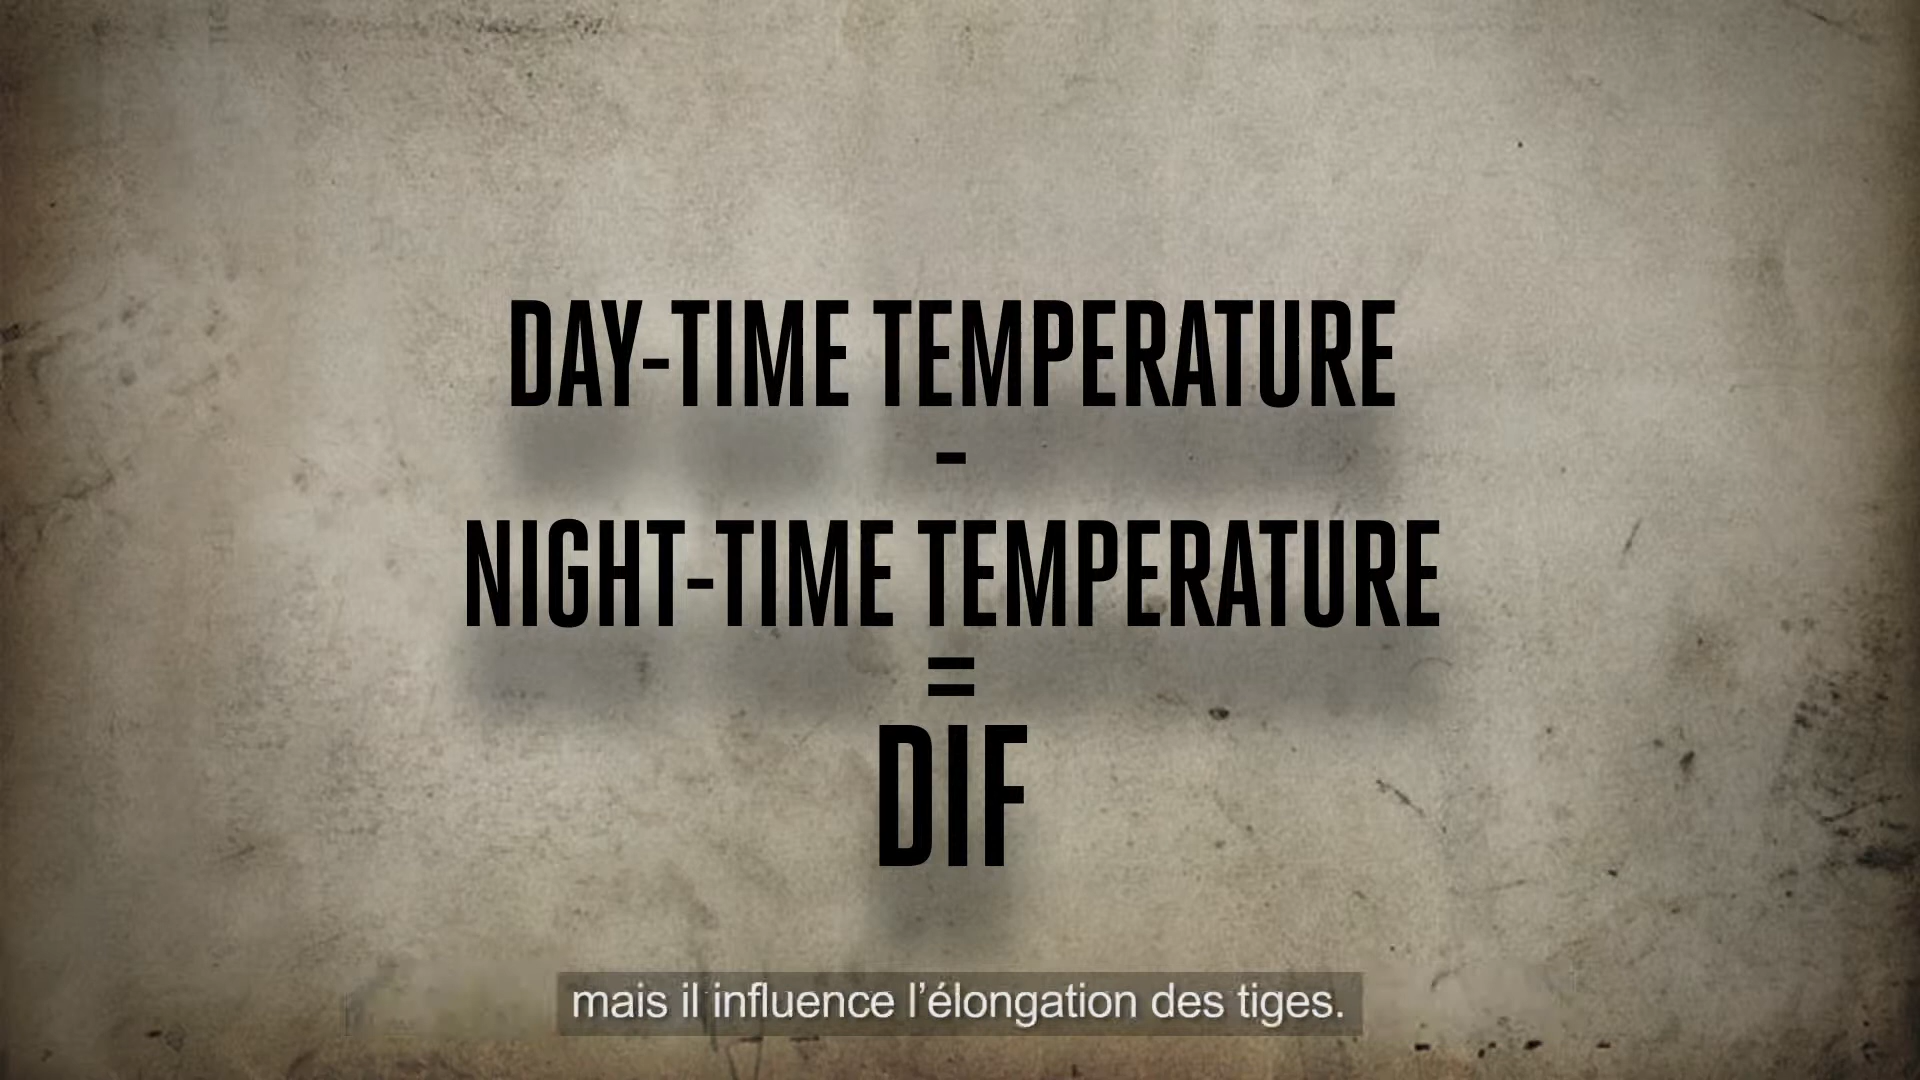 DAY-TIME TEMPERATURE
-
NIGHT-TIME TEMPERATURE
=
DIF
mais il influence l’élongation des tiges.